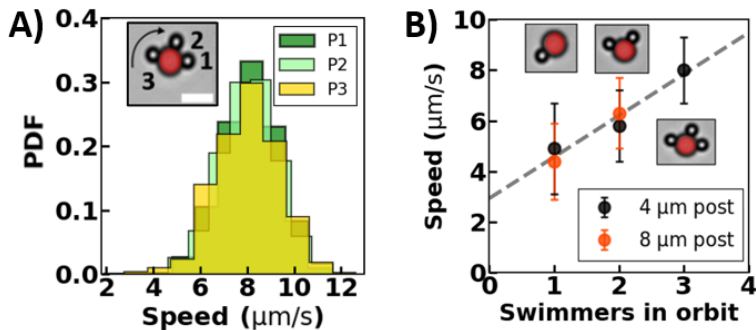 A)
0.4
0.3
0.2
0.1
0.0
PDF
1
2
3
P1
P2
P3
2 4 6 8 10 12
Speed (μm/s)
B)
10
8
6
4
2
0
Speed (μm/s)
4 μm post
8 μm post
0 1 2 3 4
Swimmers in orbit